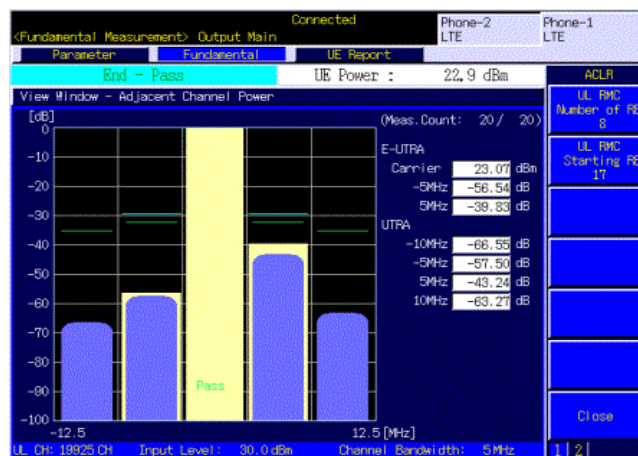 Connected
Phone-2
LTE
Phone-1
LTE
<Fundamental Measurement> Output Main
Parameter
Fundamental
UE Report
End - Pass
UE Power :
22.9 dBm
ACLR
View Window - Adjacent Channel Power
UL RMC
Number of RB
8
[dB]
(Meas.Count: 20/ 20)
0
-10
-20
-30
-40
-50
-60
-70
-80
-90
-100
E-UTRA
Carrier 23.07 dBm
-5MHz -56.54 dB
5MHz -39.83 dB
UTRA
-10MHz -66.55 dB
-5MHz -57.50 dB
5MHz -43.24 dB
10MHz -63.27 dB
UL RMC
Starting RB
17
Pass
-12.5
12.5[MHz]
Close
UL CH: 19925 CH Input Level: 30.0 dBm Channel Bandwidth: 5 MHz
1 2